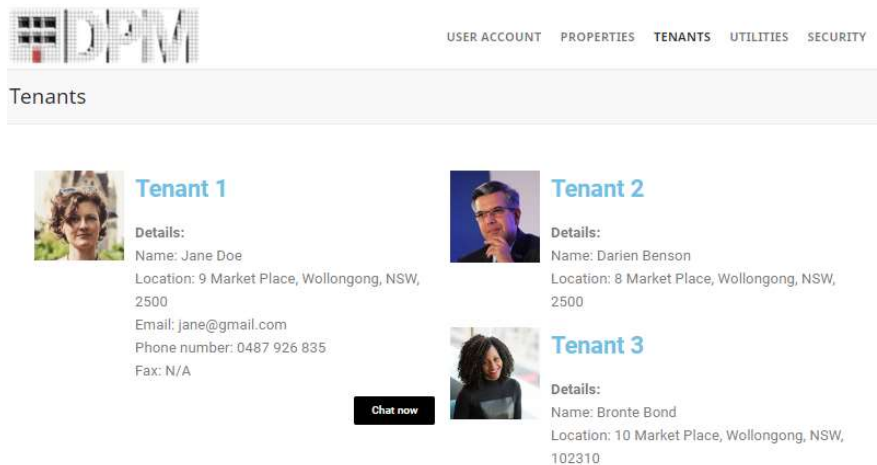 DPM
USER ACCOUNT PROPERTIES TENANTS UTILITIES SECURITY
Tenants
Tenant 1
Details:
Name: Jane Doe
Location: 9 Market Place, Wollongong, NSW,
2500
Email: jane@gmail.com
Phone number: 0487 926 835
Fax: N/A
Chat now
Tenant 2
Details:
Name: Darien Benson
Location: 8 Market Place, Wollongong, NSW,
2500
Tenant 3
Details:
Name: Bronte Bond
Location: 10 Market Place, Wollongong, NSW,
102310